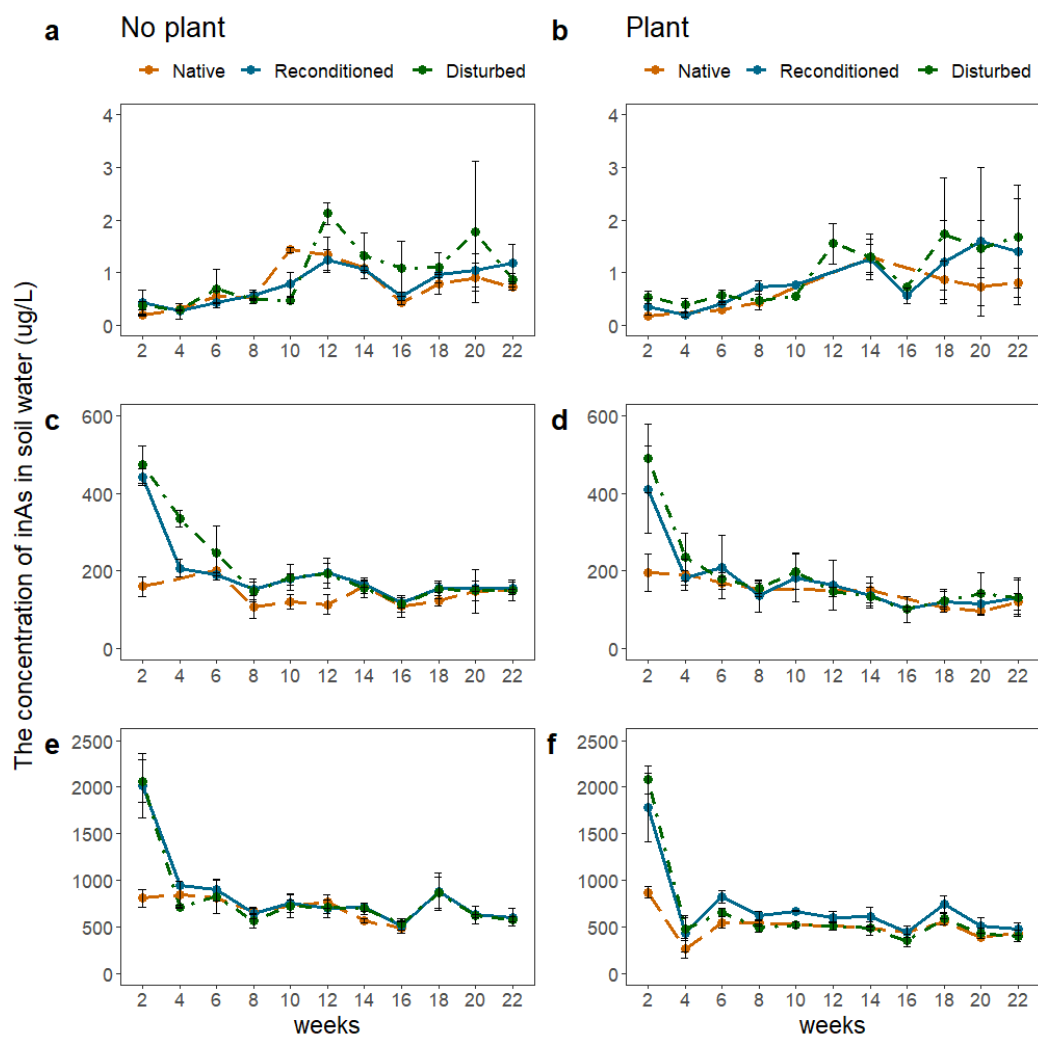 a No plant
b Plant
Native Reconditioned Disturbed
Native Reconditioned Disturbed
The concentration of inAs in soil water (ug/L)
4
3
2
1
0
2 4 6 8 10 12 14 16 18 20 22
4
3
2
1
0
2 4 6 8 10 12 14 16 18 20 22
c
600
400
200
0
2 4 6 8 10 12 14 16 18 20 22
d
600
400
200
0
2 4 6 8 10 12 14 16 18 20 22
e
2500
2000
1500
1000
500
0
2 4 6 8 10 12 14 16 18 20 22
weeks
f
2500
2000
1500
1000
500
0
2 4 6 8 10 12 14 16 18 20 22
weeks